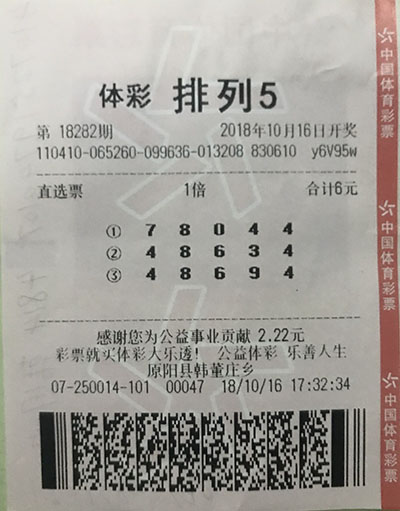 体彩 排列5
第 18282期 2018年10月16日开奖
110410-065260-099636-013208 830610 y6V95w
直选票 1倍 合计6元
① 7 8 0 4 4
② 4 8 6 3 4
③ 4 8 6 9 4
感谢您为公益事业贡献 2.22元
彩票就买体彩大乐透! 公益体彩 乐善人生
原阳县韩董庄乡
07-250014-101 00047 18/10/16 17:32:34
中国体育彩票
中国体育彩票
中国体育彩票